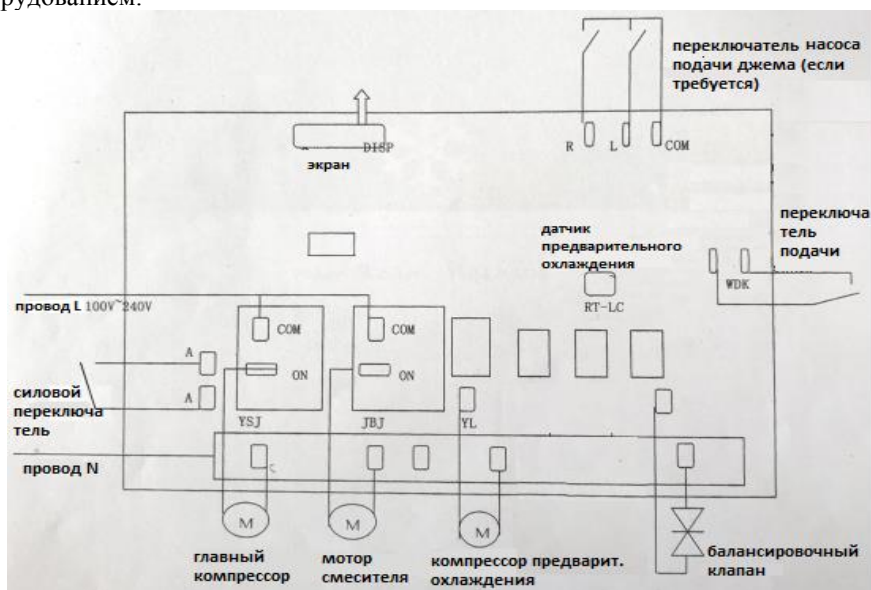 рудованием.
переключатель насоса
подачи джема (если
требуется)
DISP
экран
R L COM
датчик
предварительного
охлаждения
RT-LC
переключа
тель
подачи
WDK
провод L 100V~240V
COM
COM
A
ON
ON
A
силовой
переключа
тель
YSJ
JBJ
YL
провод N
M
M
M
главный
компрессор
мотор
смесителя
компрессор предварит.
охлаждения
балансировочный
клапан